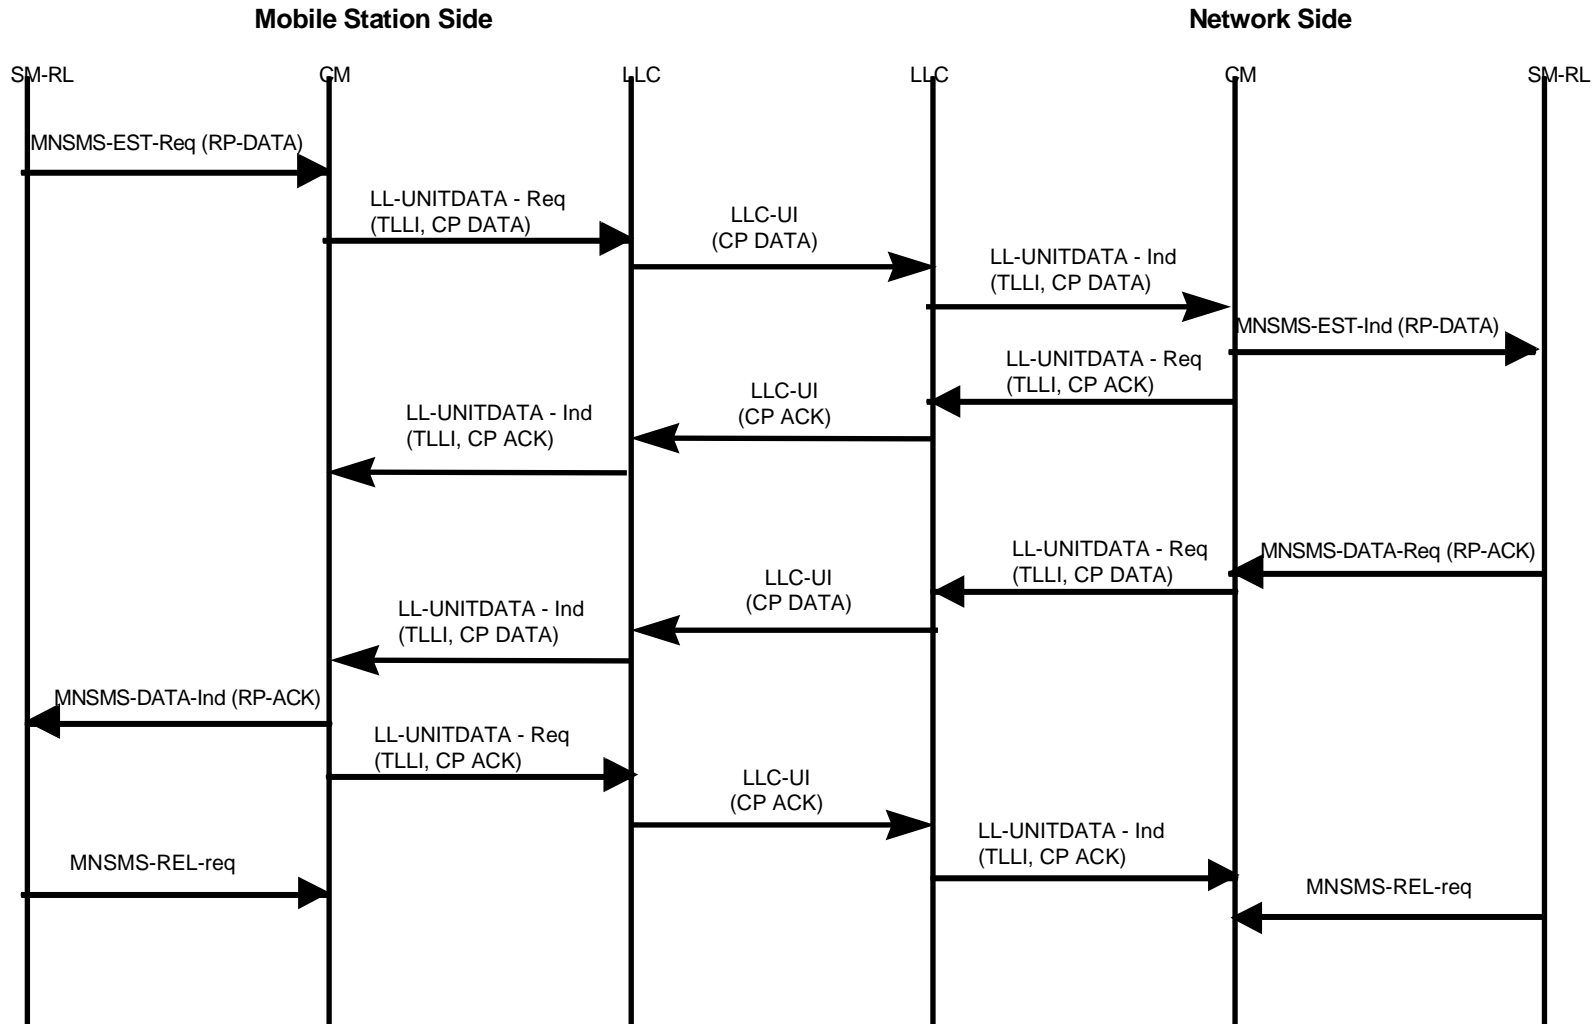 Mobile Station Side
Network Side
SM-RL
CM
LLC
LLC
CM
SM-RL
MNSMS-EST-Req (RP-DATA)
LL-UNITDATA - Req
(TLLI, CP DATA)
LLC-UI
(CP DATA)
LL-UNITDATA - Ind
(TLLI, CP DATA)
MNSMS-EST-Ind (RP-DATA)
LL-UNITDATA - Req
(TLLI, CP ACK)
LLC-UI
(CP ACK)
LL-UNITDATA - Ind
(TLLI, CP ACK)
MNSMS-DATA-Req (RP-ACK)
LL-UNITDATA - Req
(TLLI, CP DATA)
LLC-UI
(CP DATA)
LL-UNITDATA - Ind
(TLLI, CP DATA)
MNSMS-DATA-Ind (RP-ACK)
LL-UNITDATA - Req
(TLLI, CP ACK)
LLC-UI
(CP ACK)
LL-UNITDATA - Ind
(TLLI, CP ACK)
MNSMS-REL-req
MNSMS-REL-req